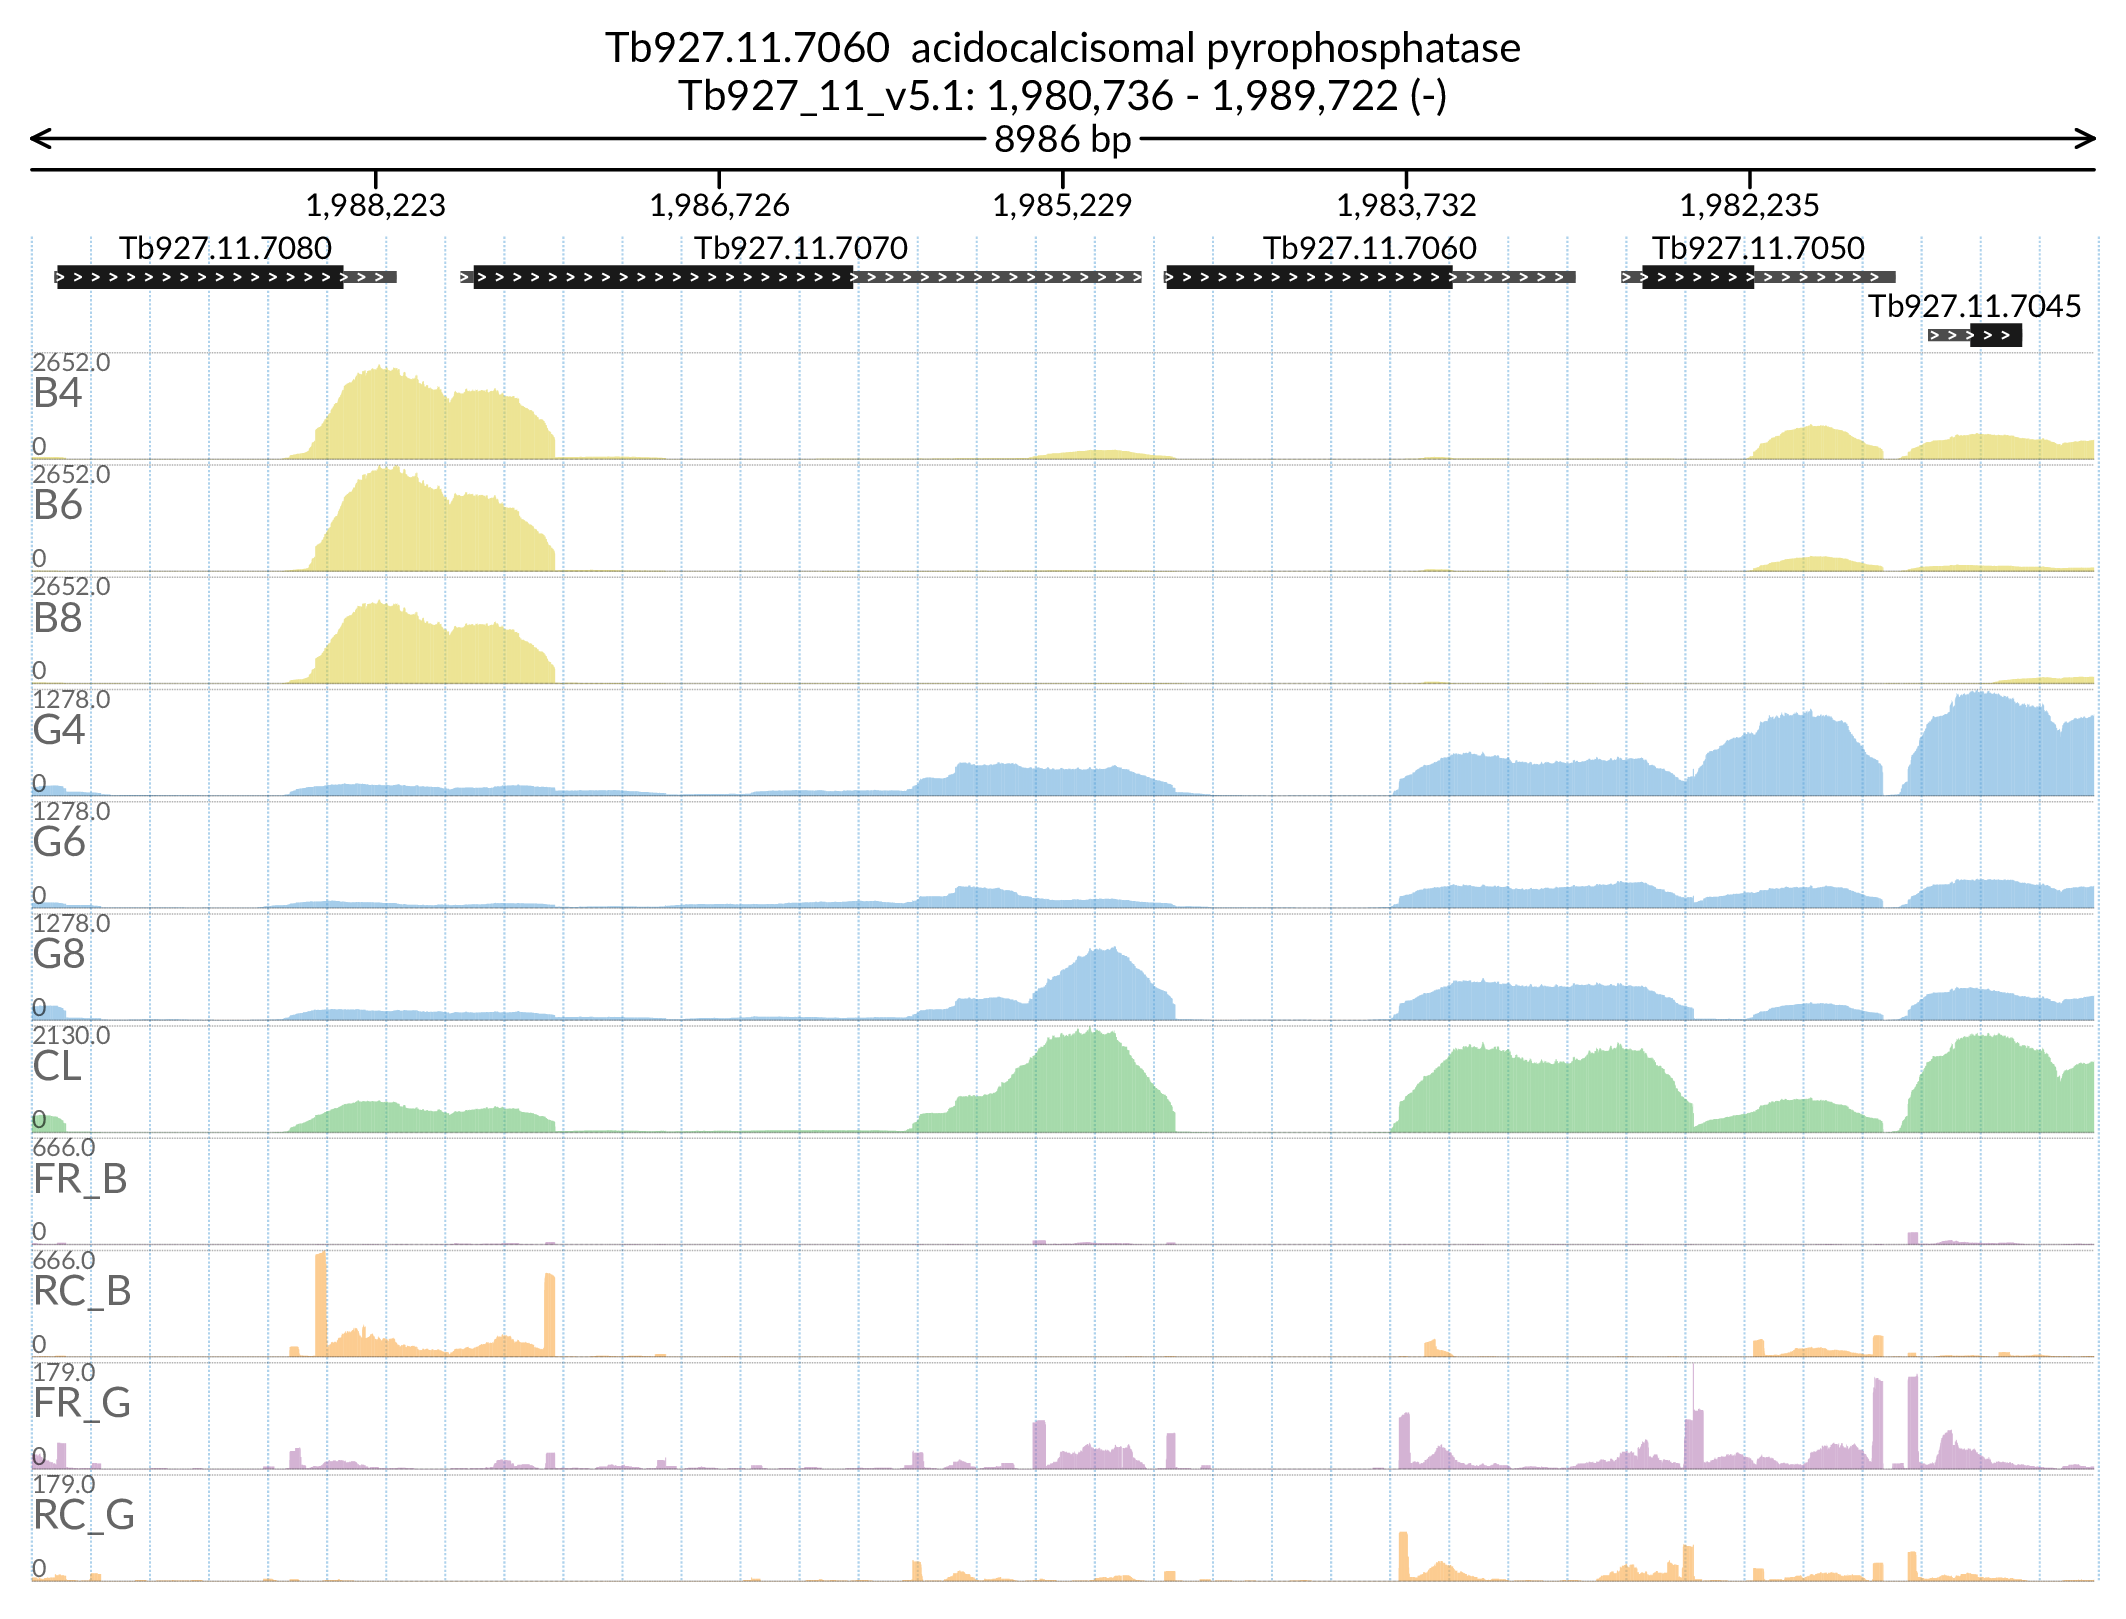 Tb927.11.7060 acidocalcisomal pyrophosphatase
Tb927_11_v5.1: 1,980,736 - 1,989,722 (-)
8986 bp
1,988,223 1,986,726 1,985,229 1,983,732 1,982,235
Tb927.11.7080 Tb927.11.7070 Tb927.11.7060 Tb927.11.7050
Tb927.11.7045
2652.0
B4
0
2652.0
B6
0
2652.0
B8
0
1278.0
G4
0
1278.0
G6
0
1278.0
G8
0
2130.0
CL
0
666.0
FR_B
0
666.0
RC_B
0
179.0
FR_G
0
179.0
RC_G
0